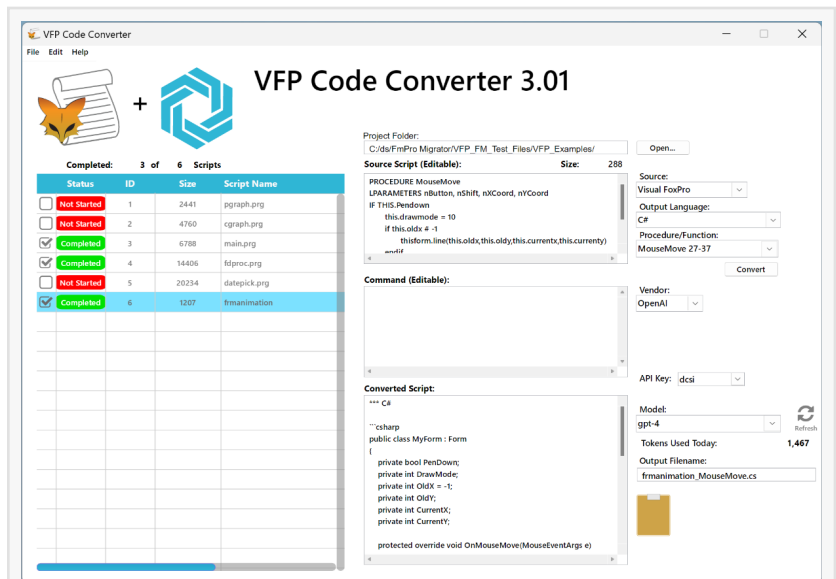 VFP Code Converter
File Edit Help
+
VFP Code Converter 3.01
Project Folder:
C:/ds/FmPro Migrator/VFP_FM_Test_Files/VFP_Examples/
Open...
Completed: 3 of 6 Scripts
Source Script (Editable): Size: 288
Status ID Size Script Name
Not Started 1 2441 pgraph.prg
Not Started 2 4760 cgraph.prg
Completed 3 6788 main.prg
Completed 4 14406 fdproc.prg
Not Started 5 20234 datepick.prg
Completed 6 1207 frmanimation
PROCEDURE MouseMove
LPARAMETERS nButton, nShift, nXCoord, nYCoord
IF THIS.Pendown
this.drawmode = 10
if this.oldx # -1
thisform.line(this.oldx,this.oldy,this.currentx,this.currenty)
endif
Source:
Visual FoxPro
Output Language:
C#
Procedure/Function:
MouseMove 27-37
Convert
Command (Editable):
Vendor:
OpenAI
API Key: dcsi
Converted Script:
*** C#
```csharp
public class MyForm : Form
{
private bool PenDown;
private int DrawMode;
private int OldX = -1;
private int OldY;
private int CurrentX;
private int CurrentY;
protected override void OnMouseMove(MouseEventArgs e)
Model:
gpt-4
Refresh
Tokens Used Today: 1,467
Output Filename:
frmanimation_MouseMove.cs